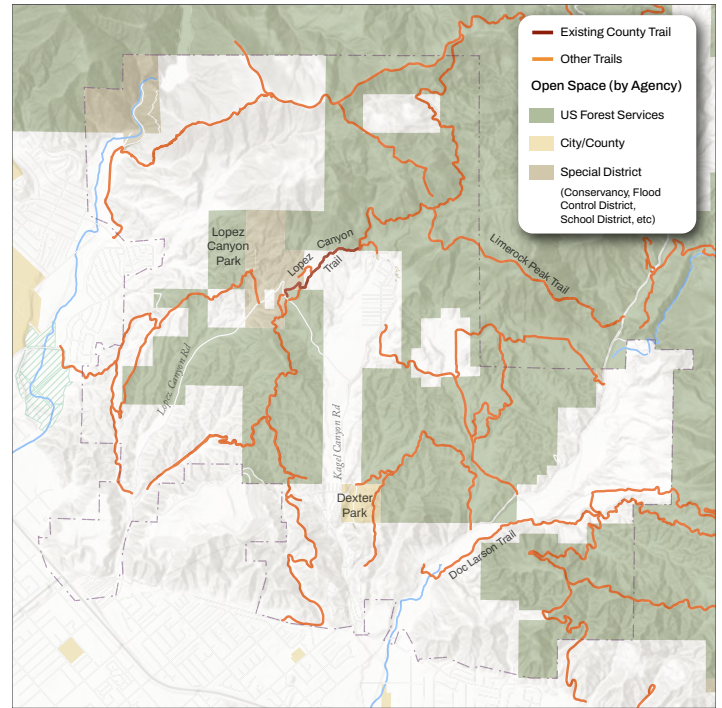 Existing County Trail
Other Trails
Open Space (by Agency)
US Forest Services
City/County
Special District
(Conservancy, Flood
Control District,
School District, etc)
Lopez
Canyon
Park
Lopez Canyon
Trail
Limerock Peak Trail
Lopez Canyon Rd
Kagel Canyon Rd
Dexter
Park
Doc Larson Trail